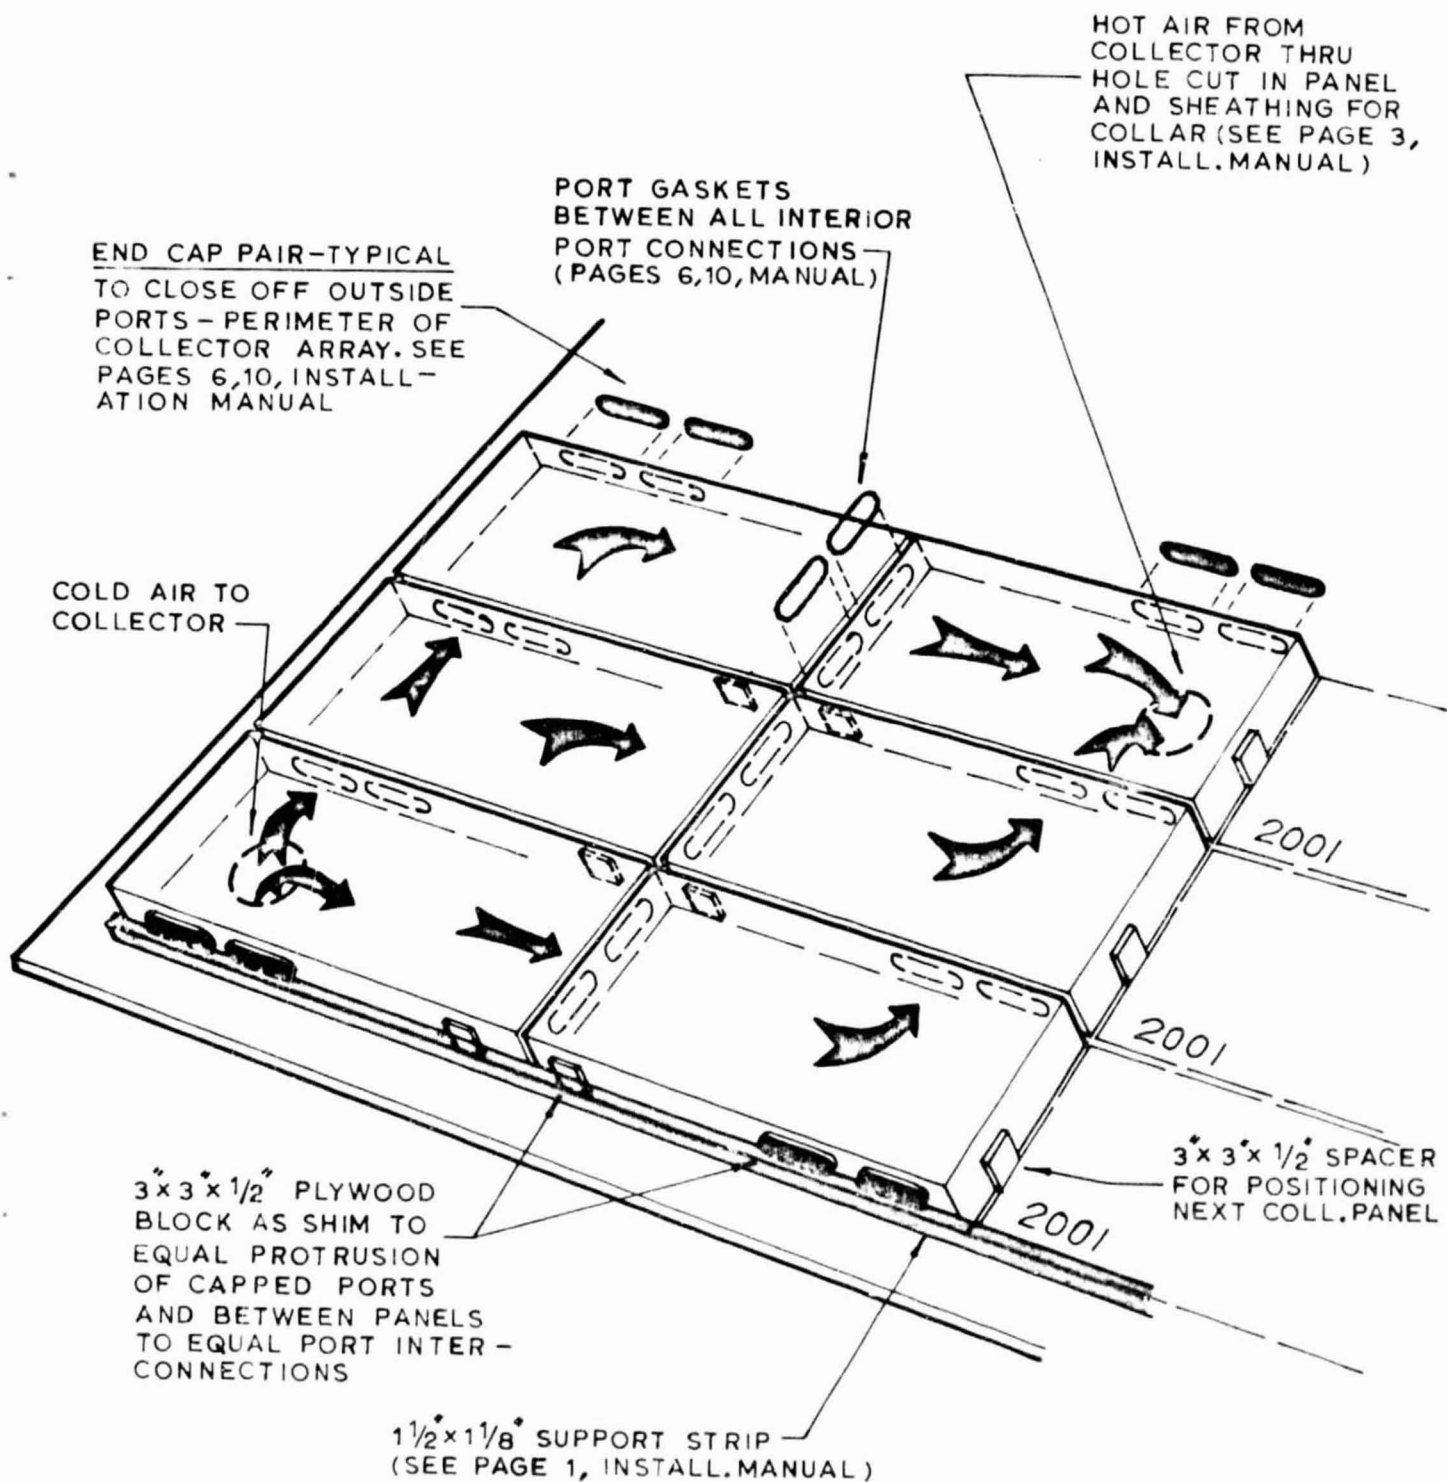 HOT AIR FROM
COLLECTOR THRU
HOLE CUT IN PANEL
AND SHEATHING FOR
COLLAR (SEE PAGE 3,
INSTALL. MANUAL)
PORT GASKETS
BETWEEN ALL INTERIOR
PORT CONNECTIONS
(PAGES 6,10, MANUAL)
END CAP PAIR-TYPICAL
TO CLOSE OFF OUTSIDE
PORTS - PERIMETER OF
COLLECTOR ARRAY. SEE
PAGES 6,10, INSTALL-
ATION MANUAL
COLD AIR TO
COLLECTOR
2001
2001
2001
3"x 3"x 1/2" SPACER
FOR POSITIONING
NEXT COLL. PANEL
3"x 3"x 1/2" PLYWOOD
BLOCK AS SHIM TO
EQUAL PROTRUSION
OF CAPPED PORTS
AND BETWEEN PANELS
TO EQUAL PORT INTER-
CONNECTIONS
1 1/2"x 1 1/8" SUPPORT STRIP
(SEE PAGE 1, INSTALL. MANUAL)